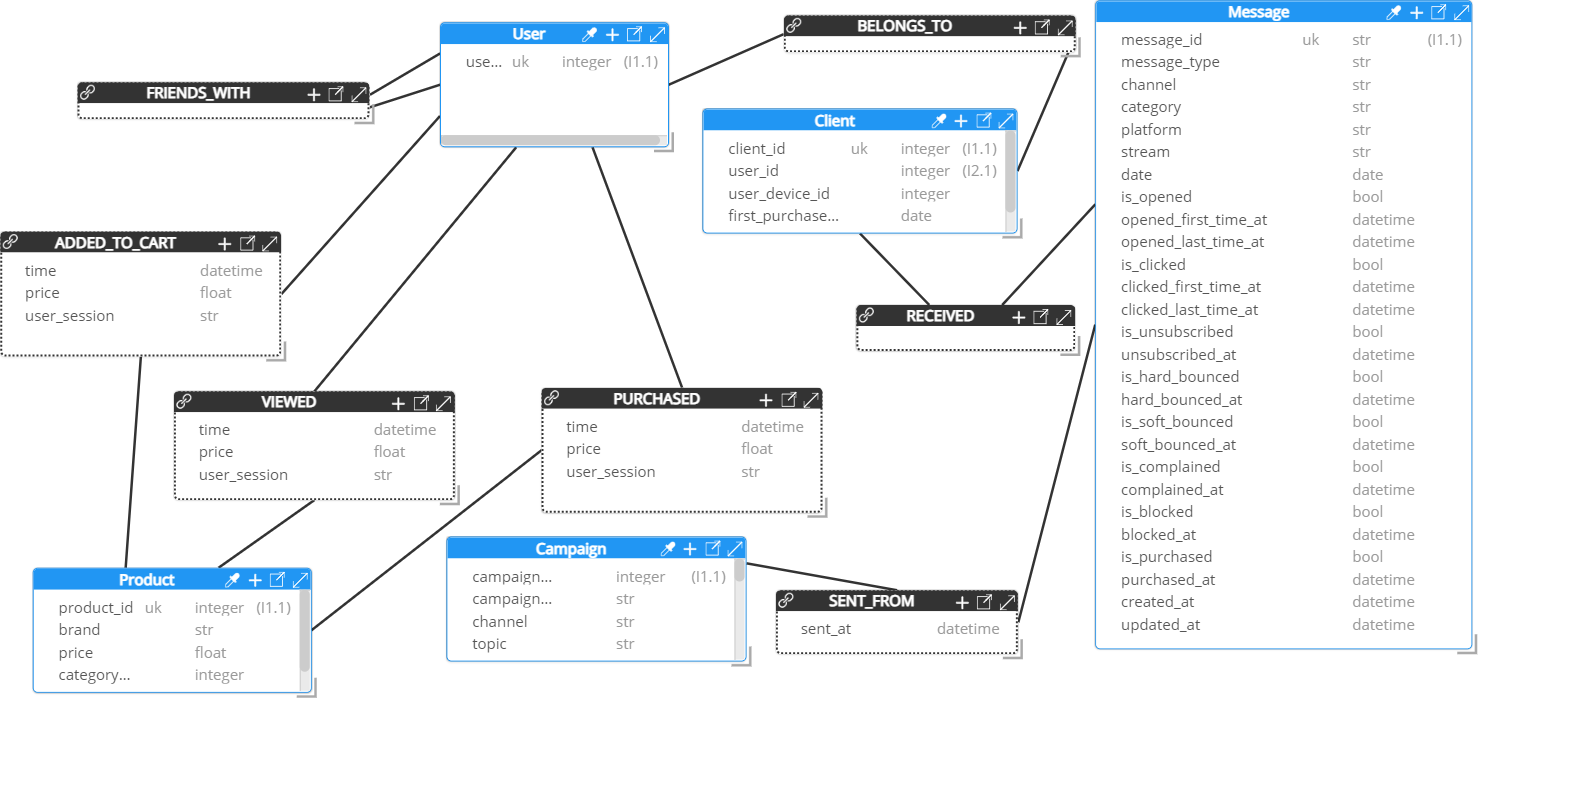 User
use... uk integer (I1.1)
BELONGS_TO
FRIENDS_WITH
Client
client_id uk integer (I1.1)
user_id integer (I2.1)
user_device_id integer
first_purchase... date
Message
message_id uk str (I1.1)
message_type str
channel str
category str
platform str
stream str
date date
is_opened bool
opened_first_time_at datetime
opened_last_time_at datetime
is_clicked bool
clicked_first_time_at datetime
clicked_last_time_at datetime
is_unsubscribed bool
unsubscribed_at datetime
is_hard_bounced bool
hard_bounced_at datetime
is_soft_bounced bool
soft_bounced_at datetime
is_complained bool
complained_at datetime
is_blocked bool
blocked_at datetime
is_purchased bool
purchased_at datetime
created_at datetime
updated_at datetime
ADDED_TO_CART
time datetime
price float
user_session str
RECEIVED
VIEWED
time datetime
price float
user_session str
PURCHASED
time datetime
price float
user_session str
Product
product_id uk integer (I1.1)
brand str
price float
category... integer
Campaign
campaign... integer (I1.1)
campaign... str
channel str
topic str
SENT_FROM
sent_at datetime